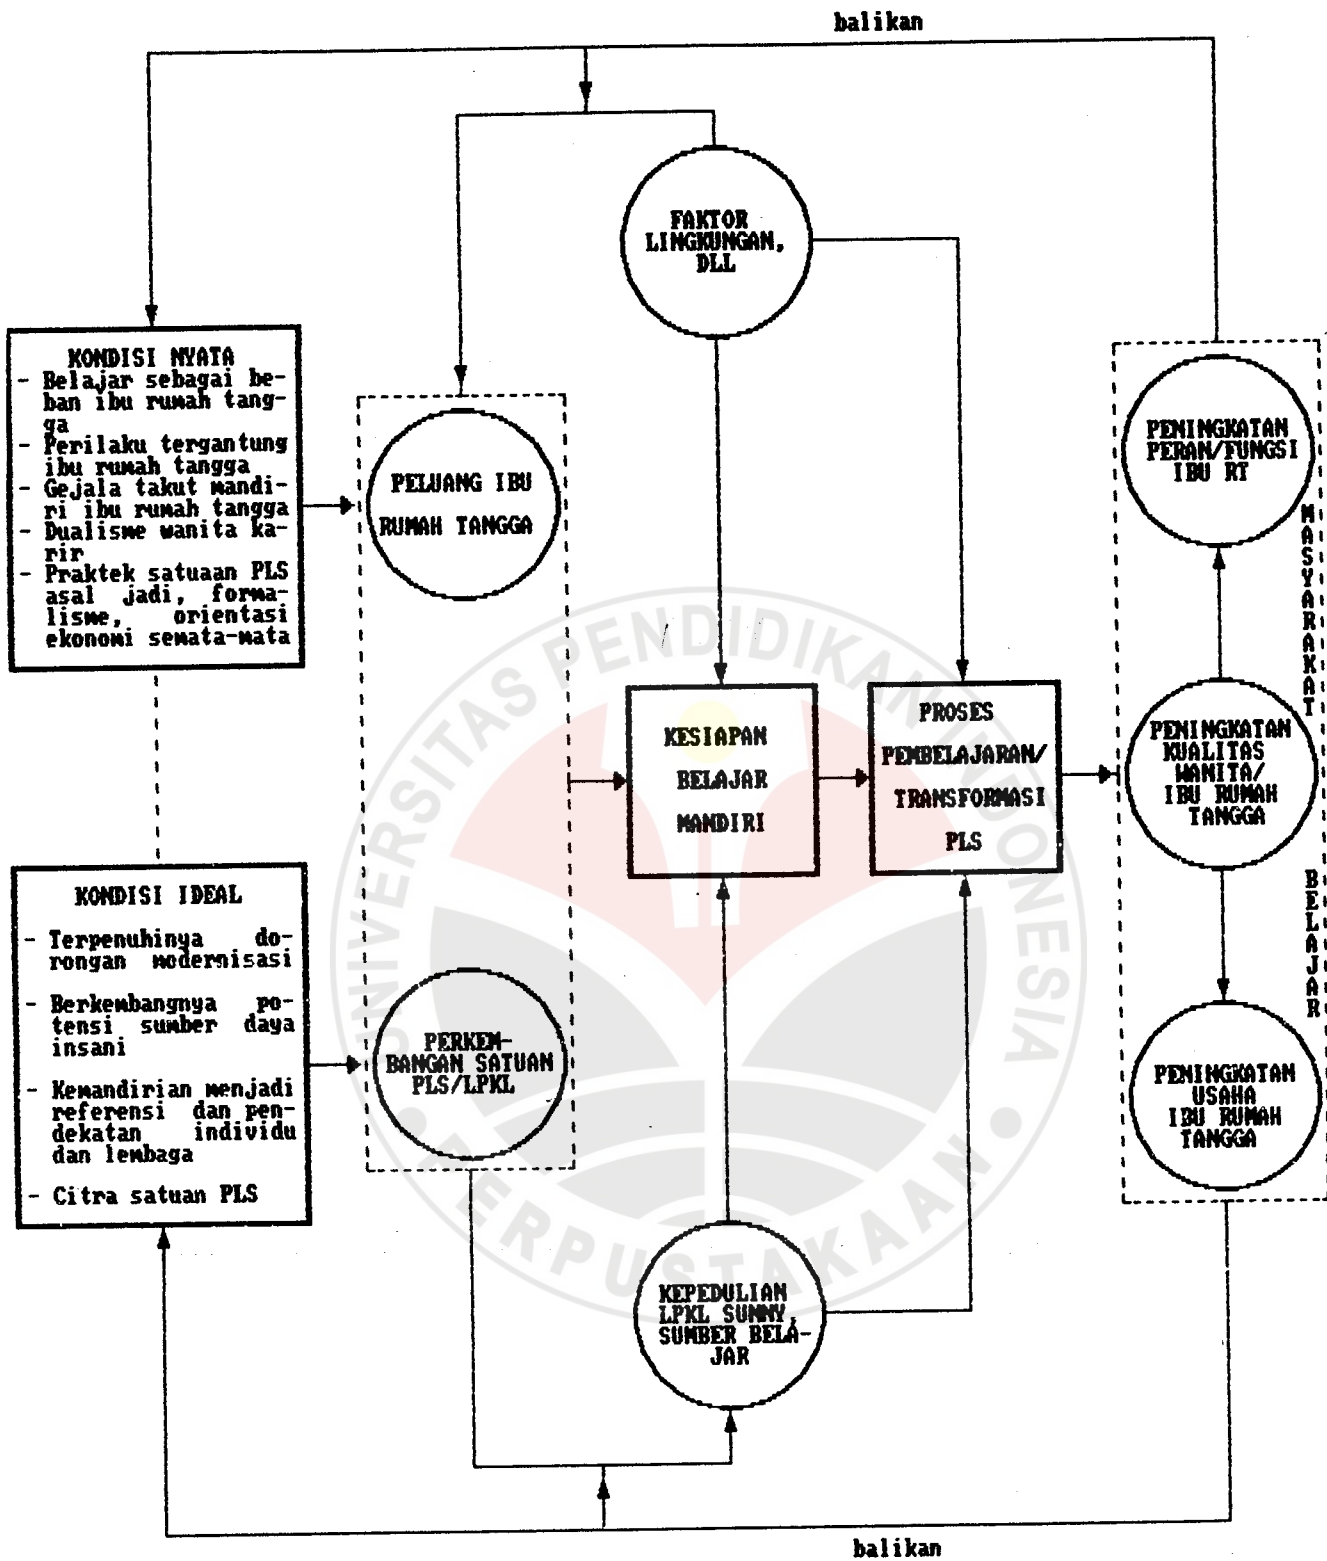 balikan
FAKTOR
LINGKUNGAN,
DLL
KONDISI NYATA
- Belajar sebagai be-
ban ibu rumah tang-
ga
- Perilaku tergantung
ibu rumah tangga
- Gejala takut mandi-
ri ibu rumah tangga
- Dualisme wanita ka-
rir
- Praktek satuaan PLS
asal jadi, forma-
lisme, orientasi
ekonomi semata-mata
PELUANG IBU
RUMAH TANGGA
PENINGKATAN
PERAN/FUNGSI
IBU RT
MASYARAKAT BELAJAR
KESIAPAN
BELAJAR
MANDIRI
PROSES
PEMBELAJARAN/
TRANSFORMASI
PLS
PENINGKATAN
KUALITAS
WANITA/
IBU RUMAH
TANGGA
KONDISI IDEAL
- Terpenuhinya do-
rongan modernisasi
- Berkembangnya po-
tensi sumber daya
insani
- Kemandirian menjadi
referensi dan pen-
dekatan individu
dan lembaga
- Citra satuan PLS
PERKEM-
BANGAN SATUAN
PLS/LPKL
PENINGKATAN
USAHA
IBU RUMAH
TANGGA
KEPEDULIAN
LPKL SUNNY,
SUMBER BELA-
JAR
balikan
UNIVERSITAS PENDIDIKAN INDONESIA
PERPUSTAKAAN